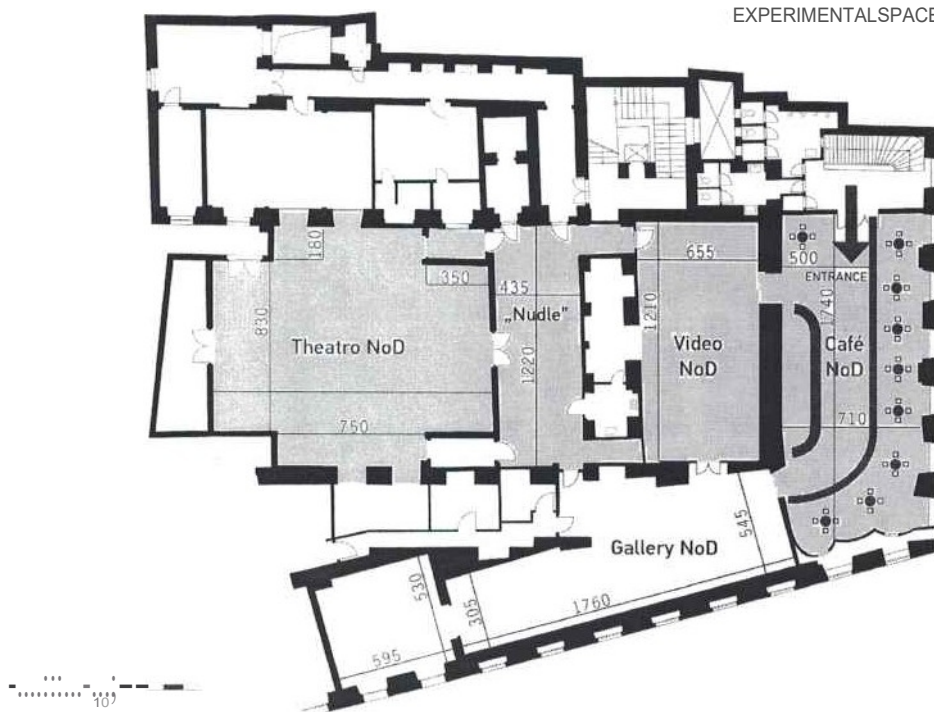 EXPERIMENTALSPACE
180
350
435
„Nudle"
830
Theatro NoD
1220
760
655
1210
Video
NoD
500
ENTRANCE
1740
Café
NoD
710
Gallery NoD
545
530
305
1760
595